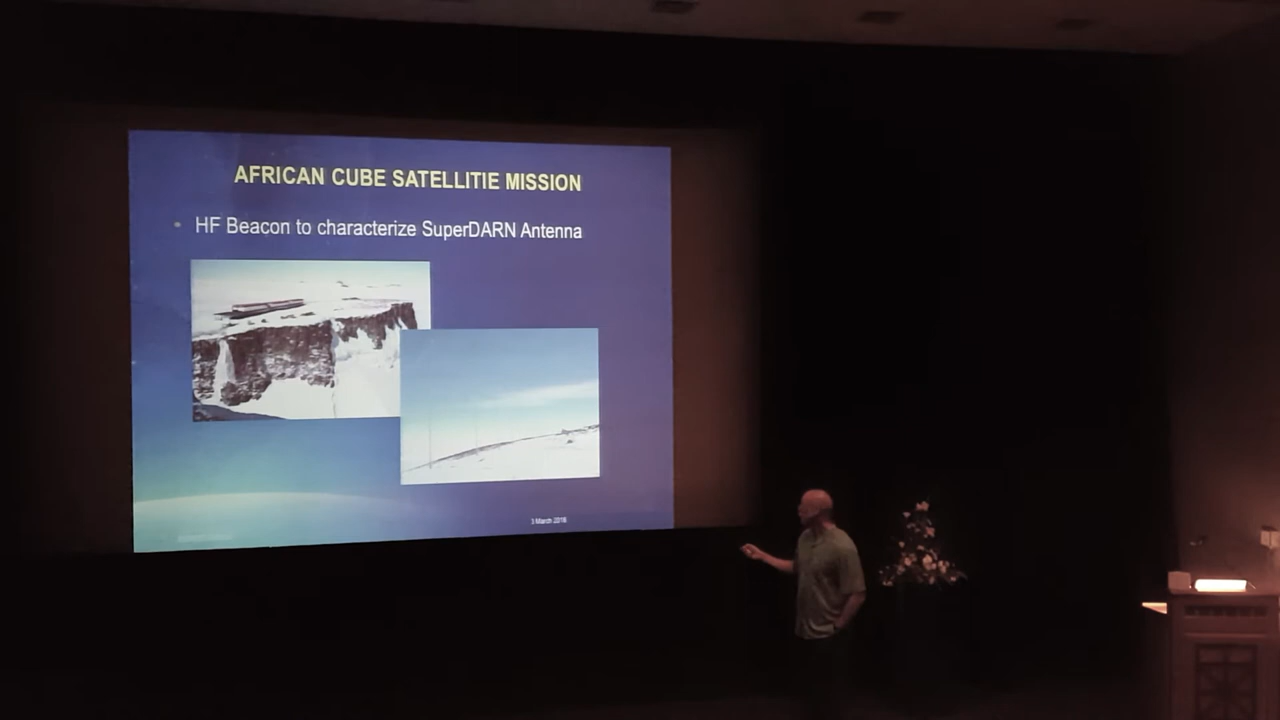 AFRICAN CUBE SATELLITIE MISSION
• HF Beacon to characterize SuperDARN Antenna
3 March 2016